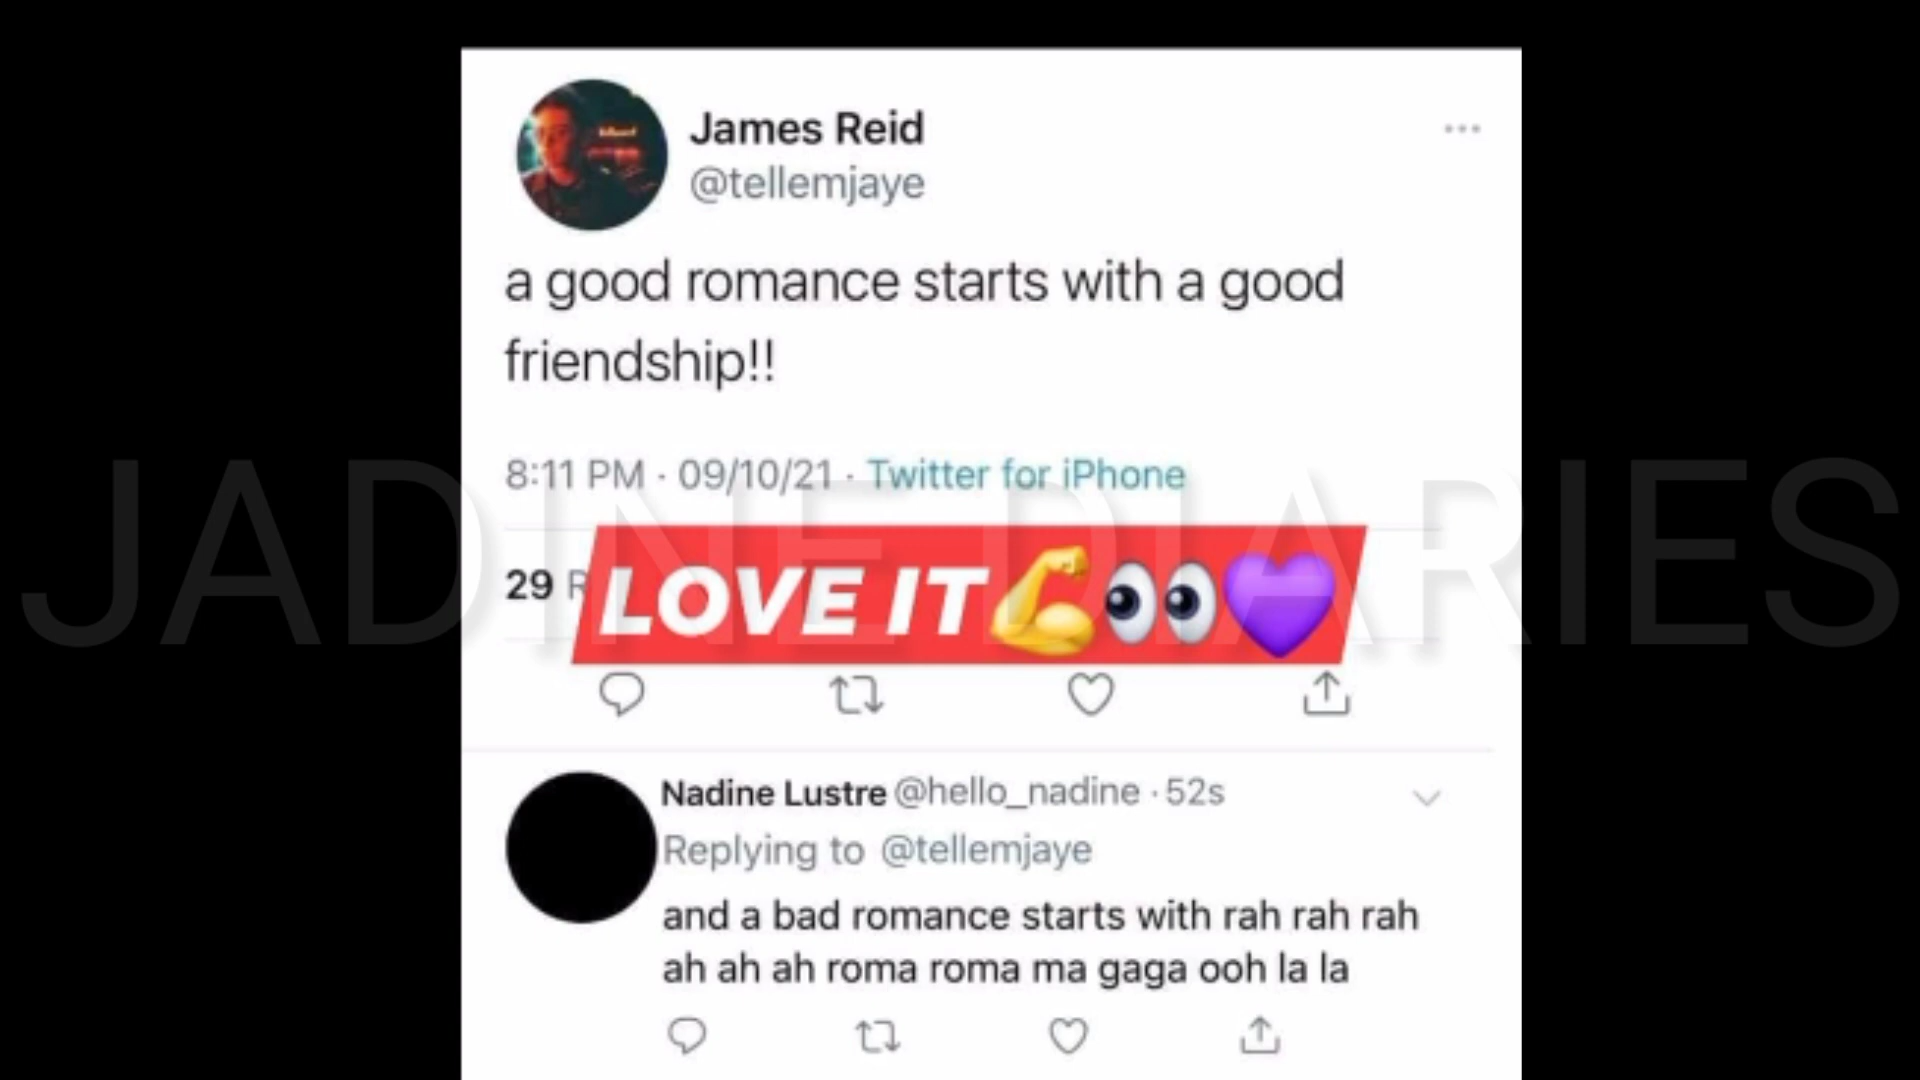 James Reid
@tellemjaye
a good romance starts with a good
friendship!!
8:11 PM · 09/10/21 · Twitter for iPhone
29 R
LOVE IT💪👀💜
JADINE DIARIES
Nadine Lustre @hello_nadine · 52s
Replying to @tellemjaye
and a bad romance starts with rah rah rah
ah ah ah roma roma ma gaga ooh la la